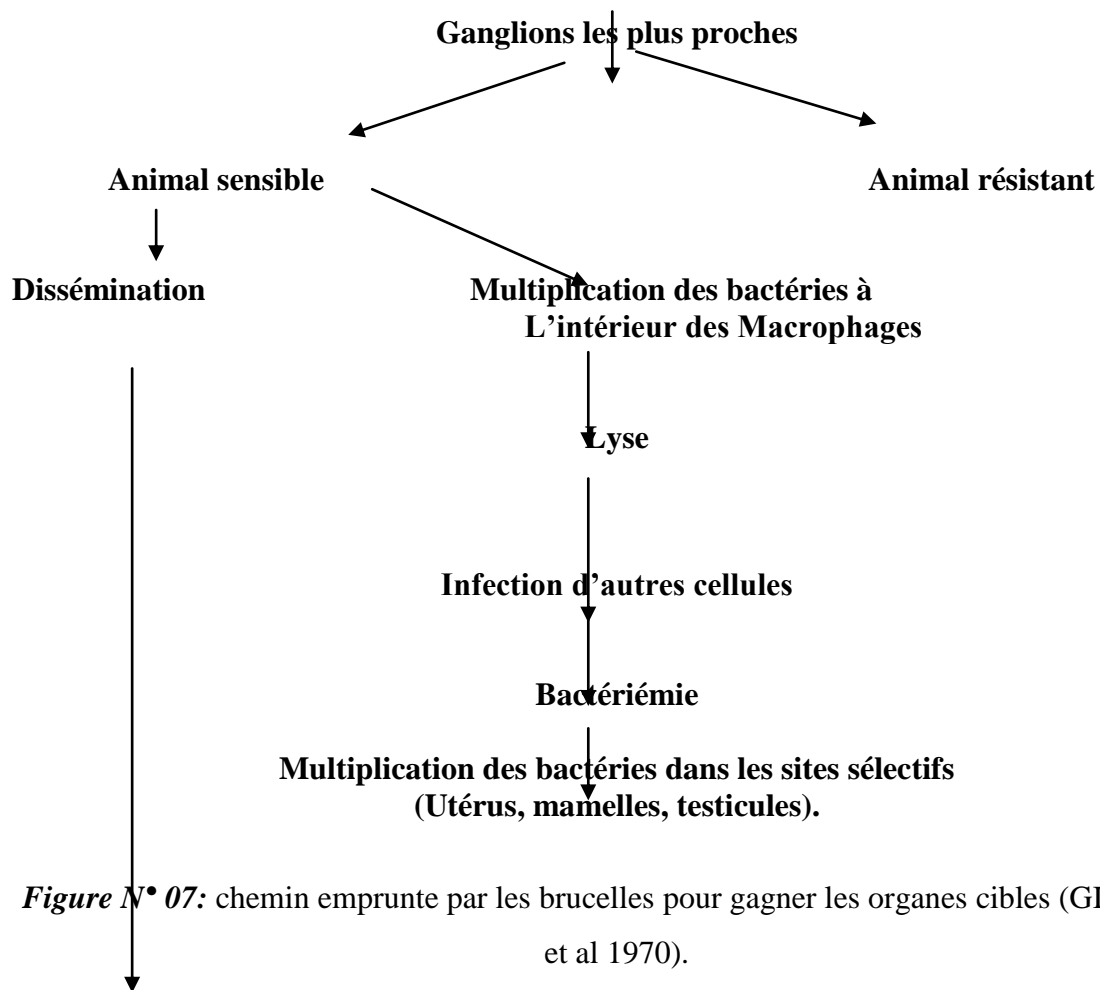 Ganglions les plus proches
Animal sensible Animal résistant
Dissémination Multiplication des bactéries à
L’intérieur des Macrophages
Lyse
Infection d’autres cellules
Bactériémie
Multiplication des bactéries dans les sites sélectifs
(Utérus, mamelles, testicules).
Figure N° 07: chemin emprunte par les brucelles pour gagner les organes cibles
et al 1970).